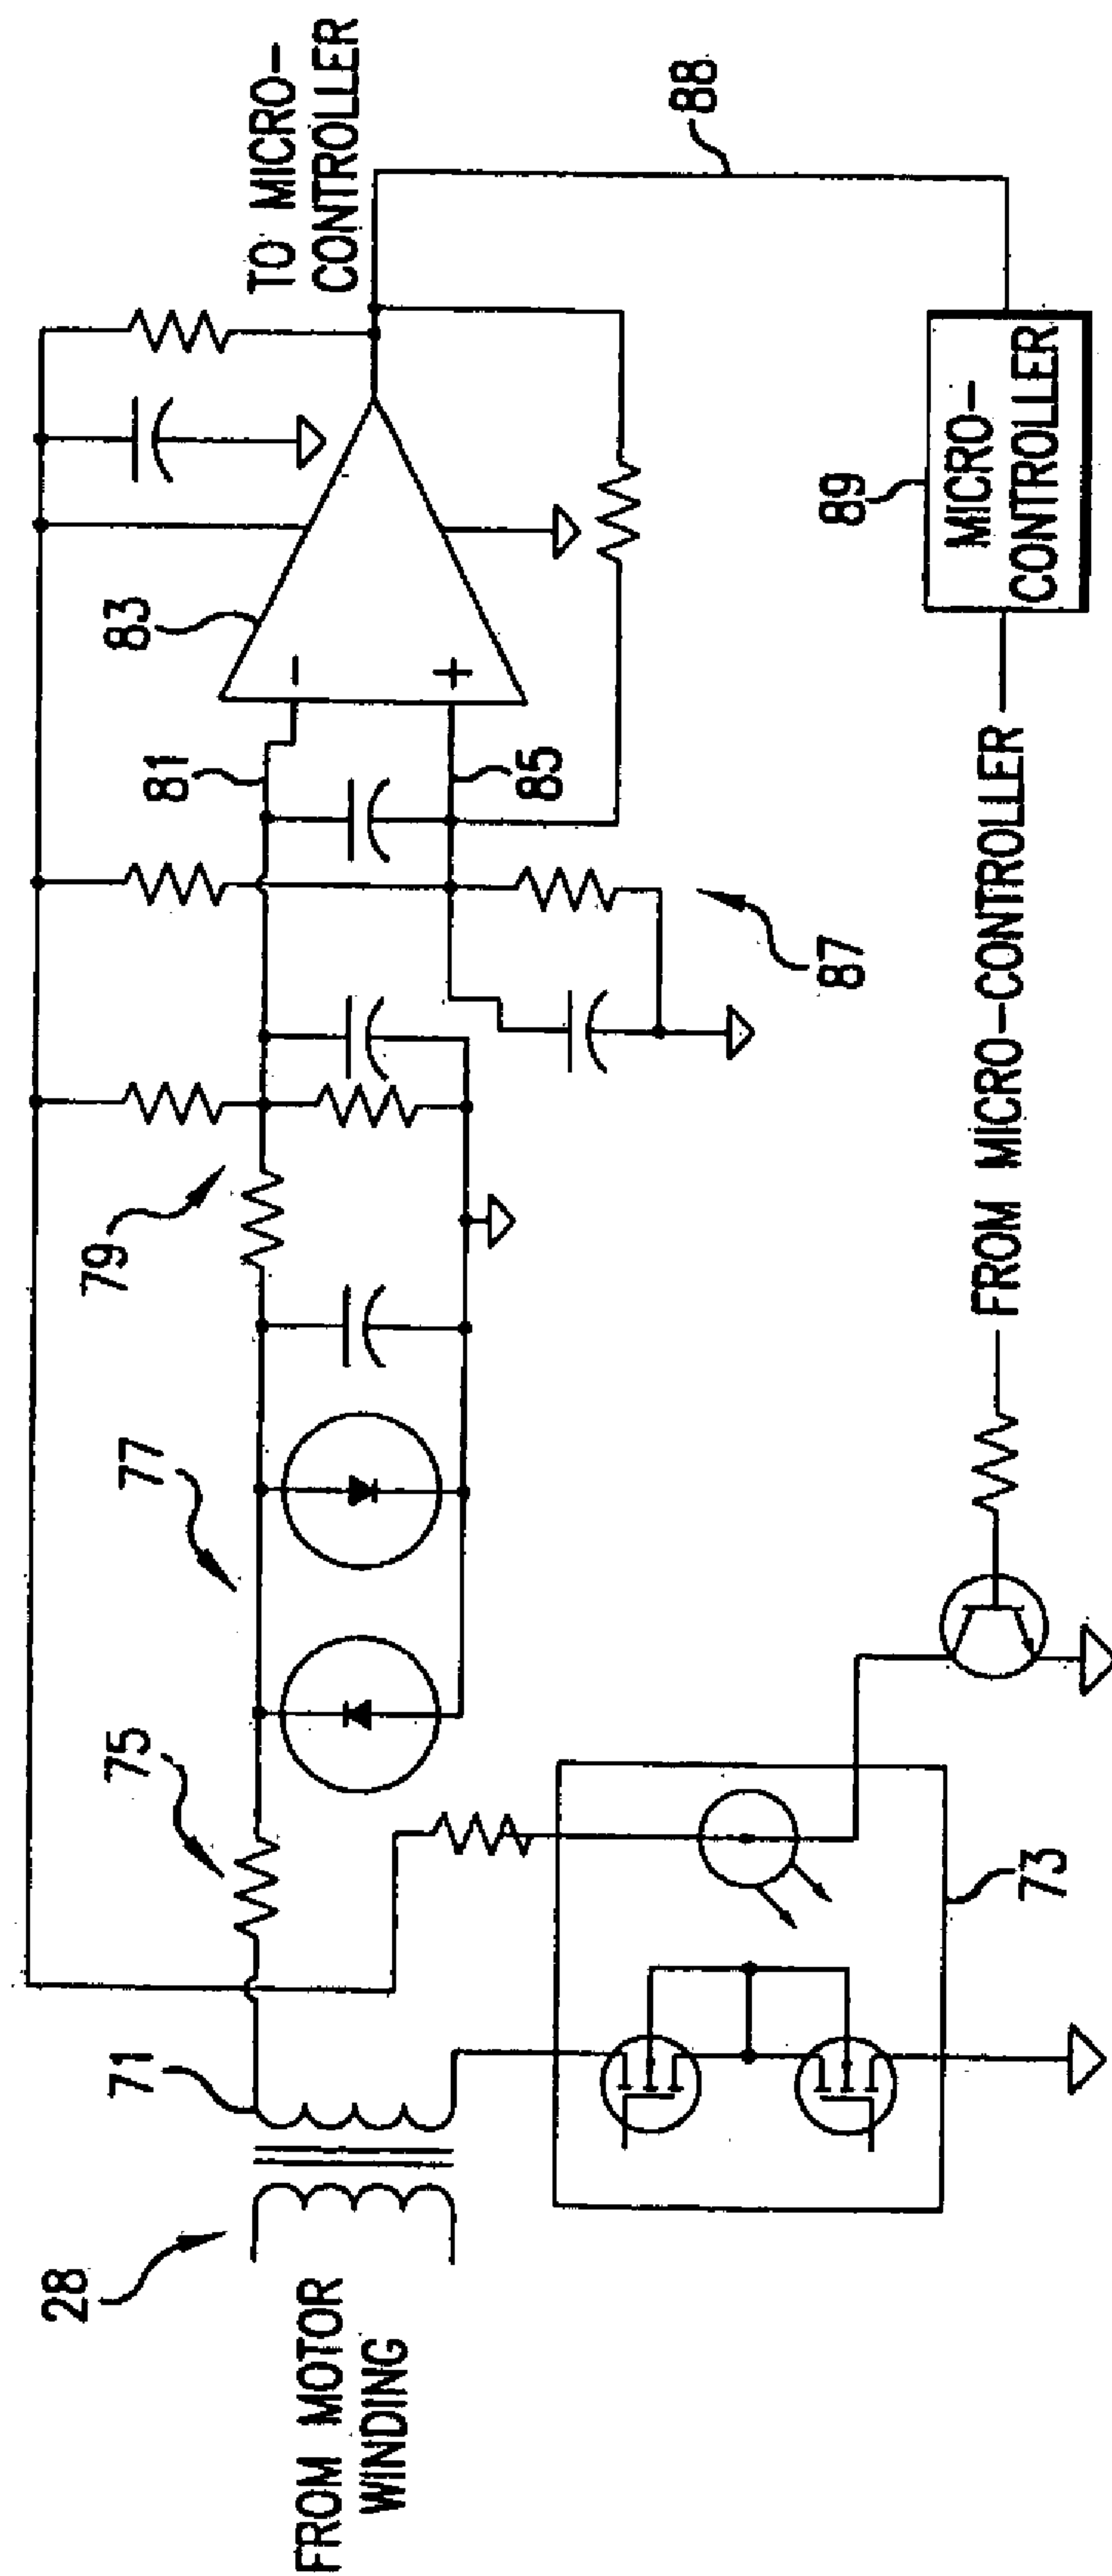 FROM MOTOR
WINDING
28
71
75
77
79
81
83
85
87
-
+
TO MICRO-
CONTROLLER
88
73
FROM MICRO-CONTROLLER
89
MICRO-
CONTROLLER